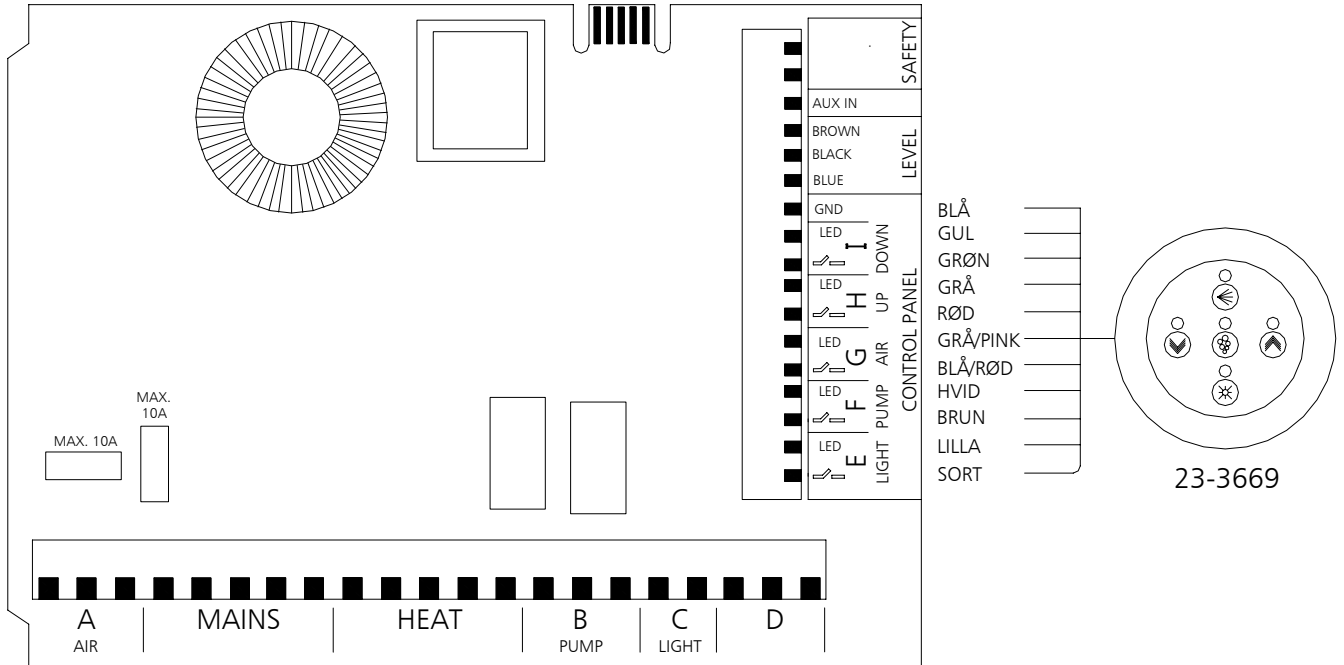 SAFETY
AUX IN
BROWN
BLACK
BLUE
LEVEL
GND
LED
I
DOWN
LED
H
UP
LED
G
AIR
LED
F
PUMP
LED
E
LIGHT
CONTROL PANEL
BLÅ
GUL
GRØN
GRÅ
RØD
GRÅ/PINK
BLÅ/RØD
HVID
BRUN
LILLA
SORT
23-3669
MAX.
10A
MAX. 10A
A
AIR
MAINS
HEAT
B
PUMP
C
LIGHT
D